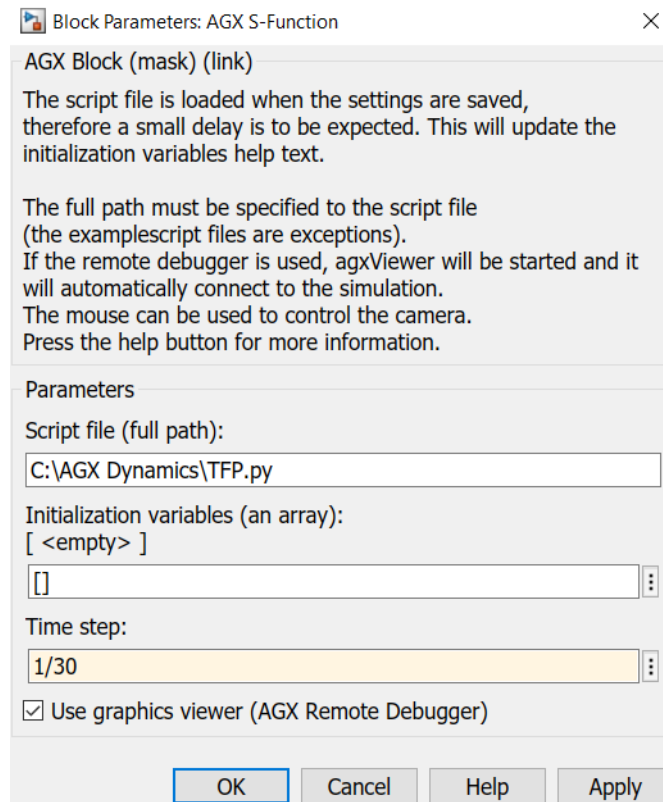 Block Parameters: AGX S-Function
AGX Block (mask) (link)
The script file is loaded when the settings are saved,
therefore a small delay is to be expected. This will update the
initialization variables help text.
The full path must be specified to the script file
(the examplescript files are exceptions).
If the remote debugger is used, agxViewer will be started and it
will automatically connect to the simulation.
The mouse can be used to control the camera.
Press the help button for more information.
Parameters
Script file (full path):
C:\AGX Dynamics\TFP.py
Initialization variables (an array):
[ <empty> ]
[]
Time step:
1/30
Use graphics viewer (AGX Remote Debugger)
OK Cancel Help Apply